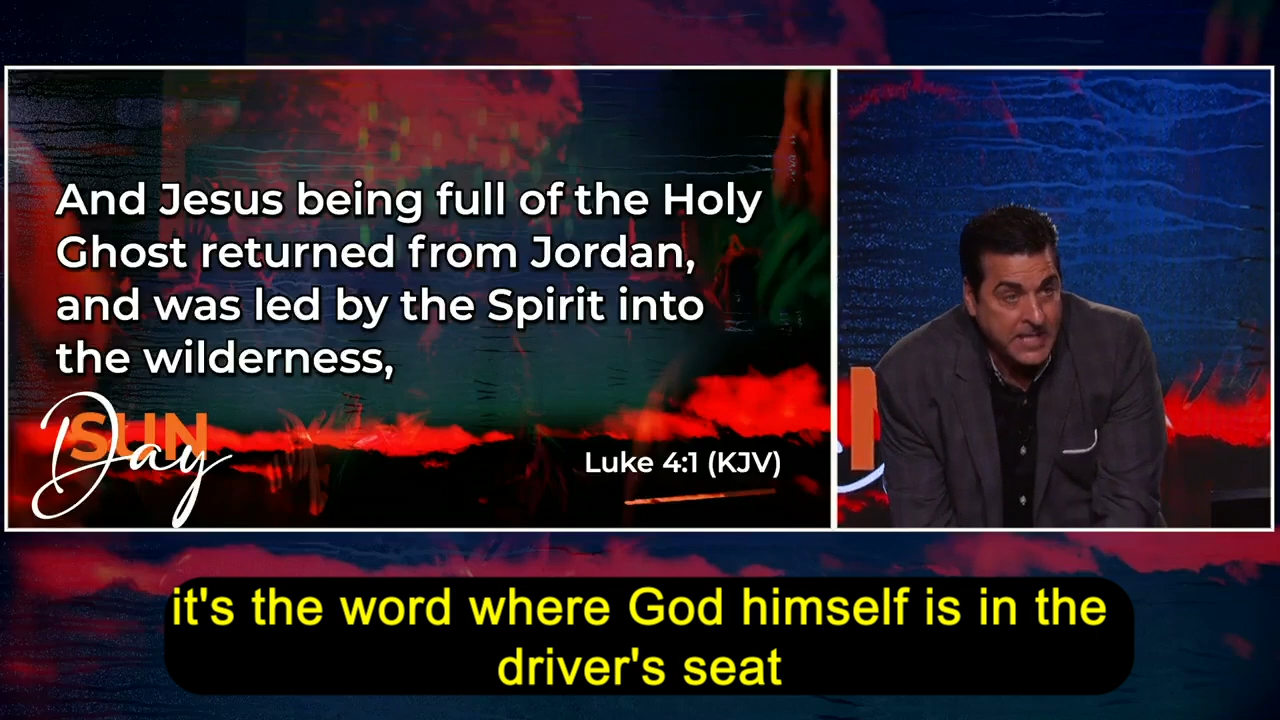 And Jesus being full of the Holy
Ghost returned from Jordan,
and was led by the Spirit into
the wilderness,
SUN
Day
Luke 4:1 (KJV)
it's the word where God himself is in the
driver's seat